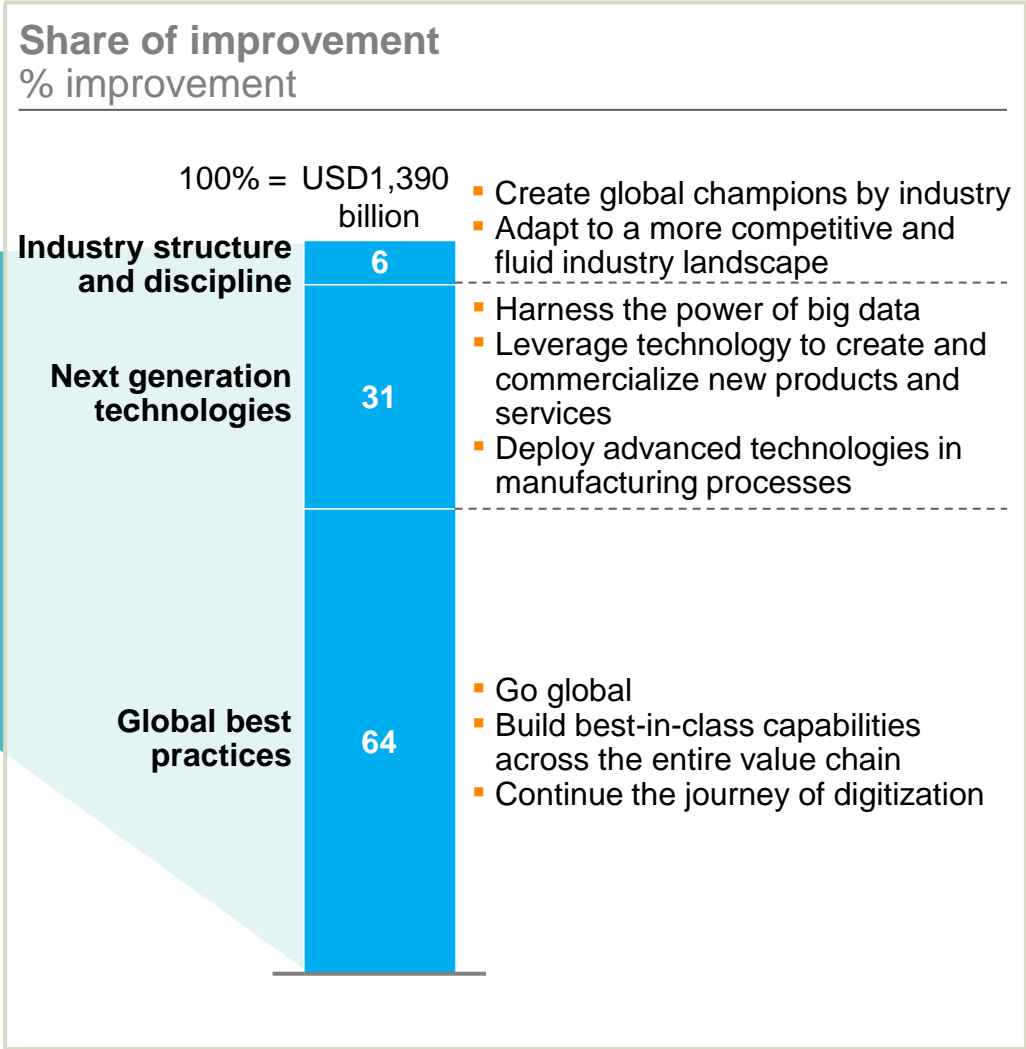 Share of improvement
% improvement
100% = USD1,390
billion
Industry structure
and discipline
6
▪ Create global champions by industry
▪ Adapt to a more competitive and
fluid industry landscape
Next generation
technologies
31
▪ Harness the power of big data
▪ Leverage technology to create and
commercialize new products and
services
▪ Deploy advanced technologies in
manufacturing processes
Global best
practices
64
▪ Go global
▪ Build best-in-class capabilities
across the entire value chain
▪ Continue the journey of digitization